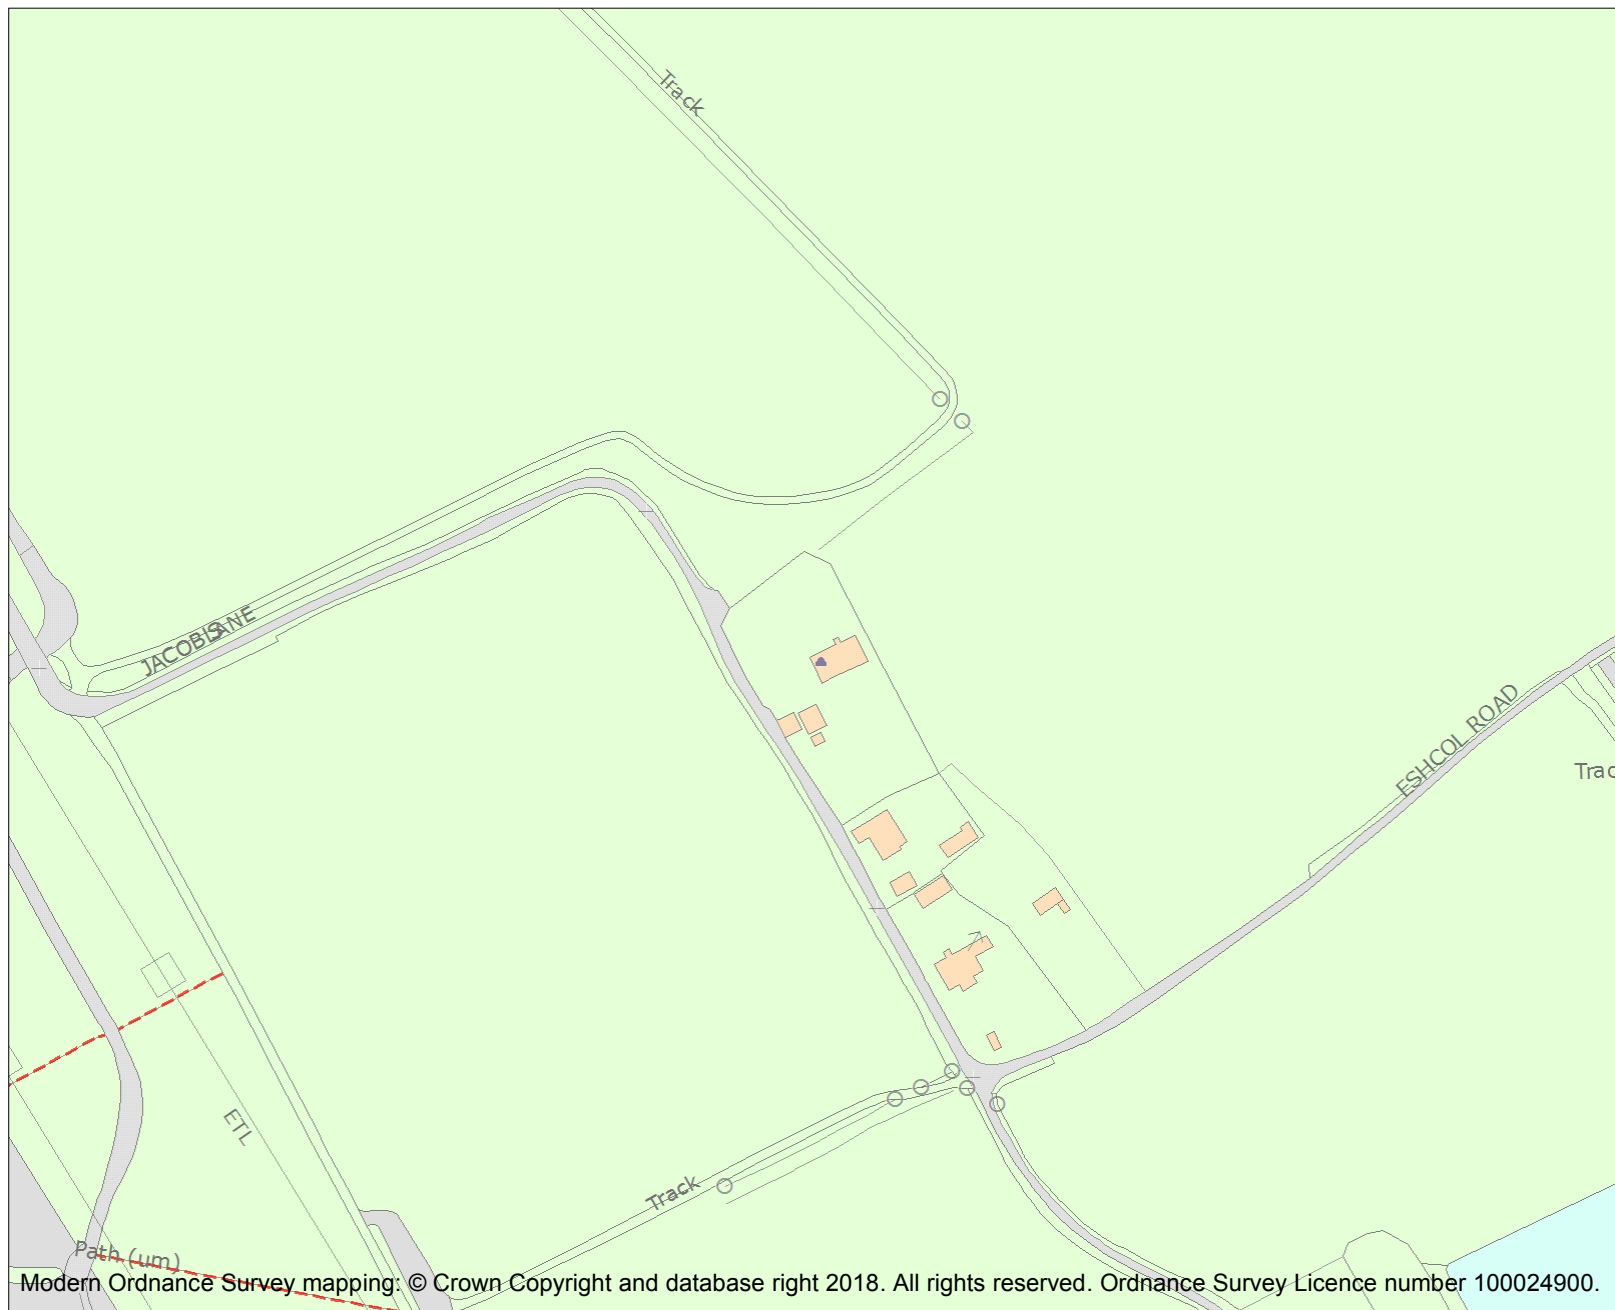 Track
JACOBS LANE
ESHCOL ROAD
Trac
ETL
Track
Path (um)
Modern Ordnance Survey mapping: © Crown Copyright and database right 2018. All rights reserved. Ordnance Survey Licence number 100024900.